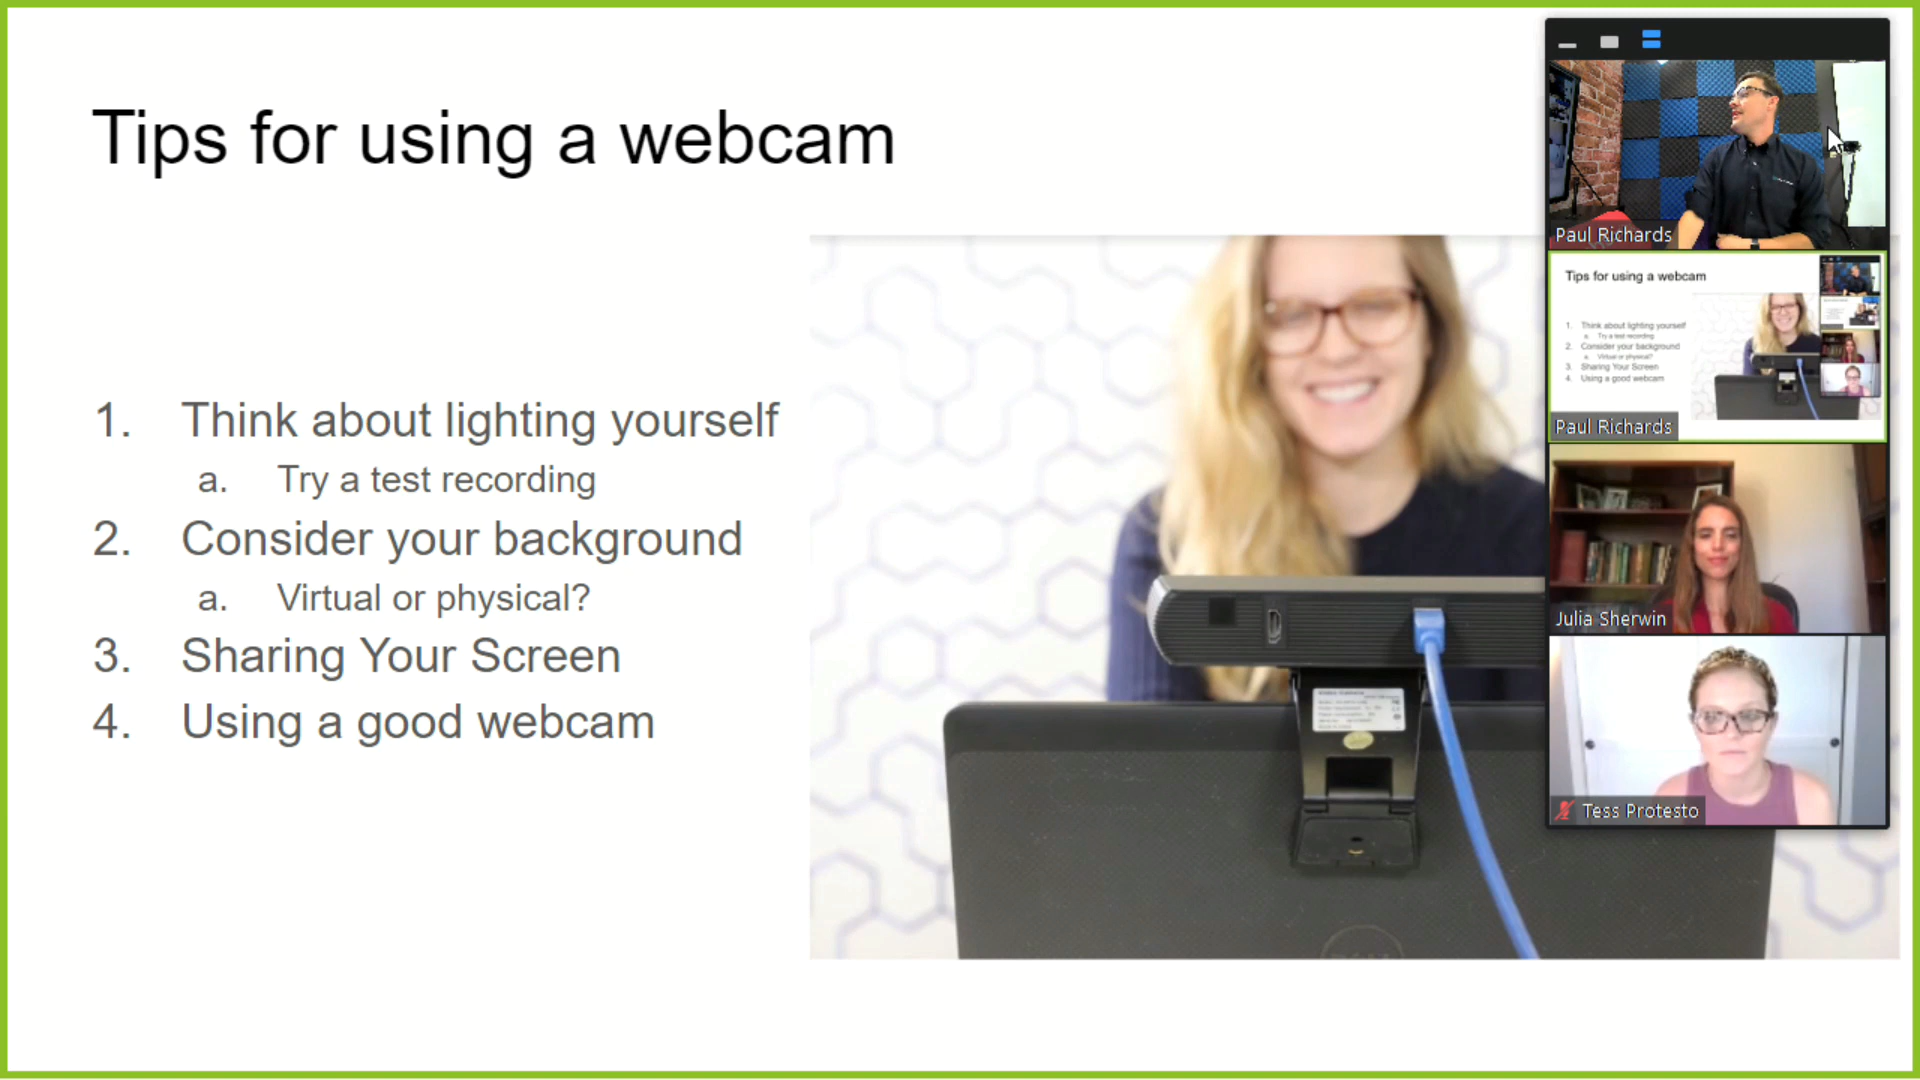 Tips for using a webcam
1. Think about lighting yourself
a. Try a test recording
2. Consider your background
a. Virtual or physical?
3. Sharing Your Screen
4. Using a good webcam
Paul Richards
Tips for using a webcam
1. Think about lighting yourself
a. Try a test recording
2. Consider your background
a. Virtual or physical?
3. Sharing Your Screen
4. Using a good webcam
Paul Richards
Julia Sherwin
Tess Protesto